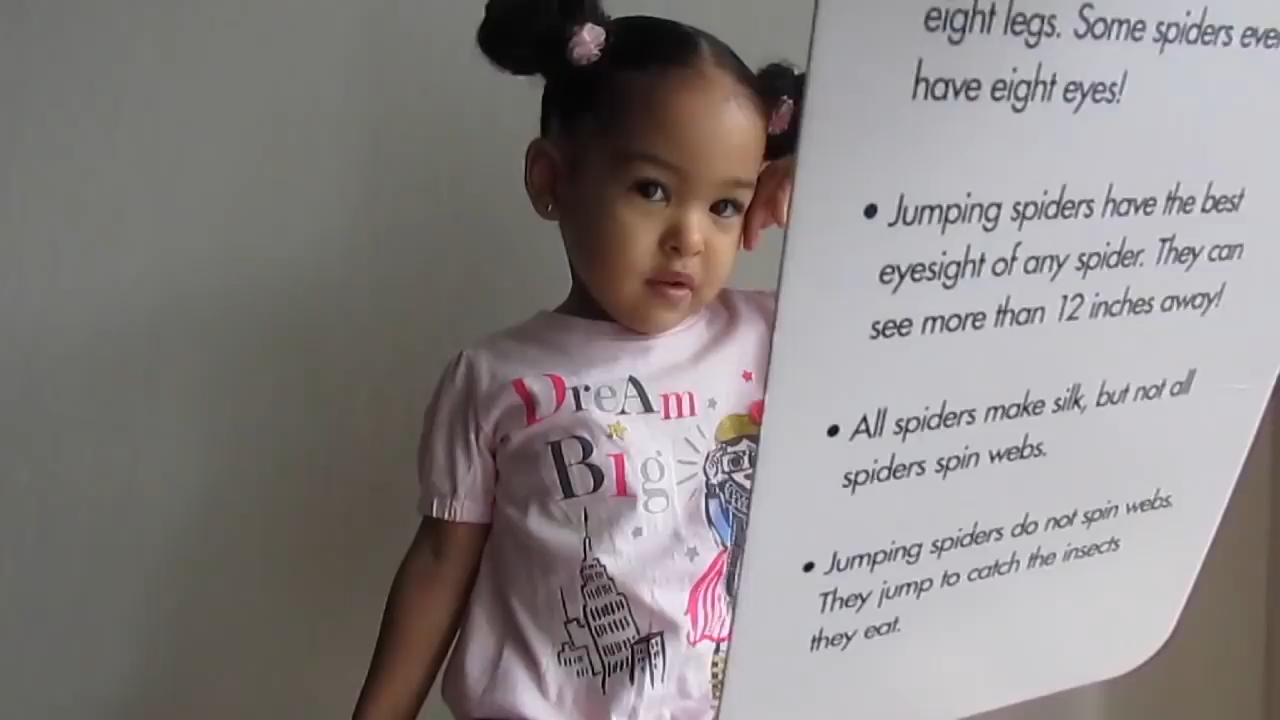 DreAm
Big
eight legs. Some spiders even
have eight eyes!
• Jumping spiders have the best
eyesight of any spider. They can
see more than 12 inches away!
• All spiders make silk, but not all
spiders spin webs.
• Jumping spiders do not spin webs.
They jump to catch the insects
they eat.